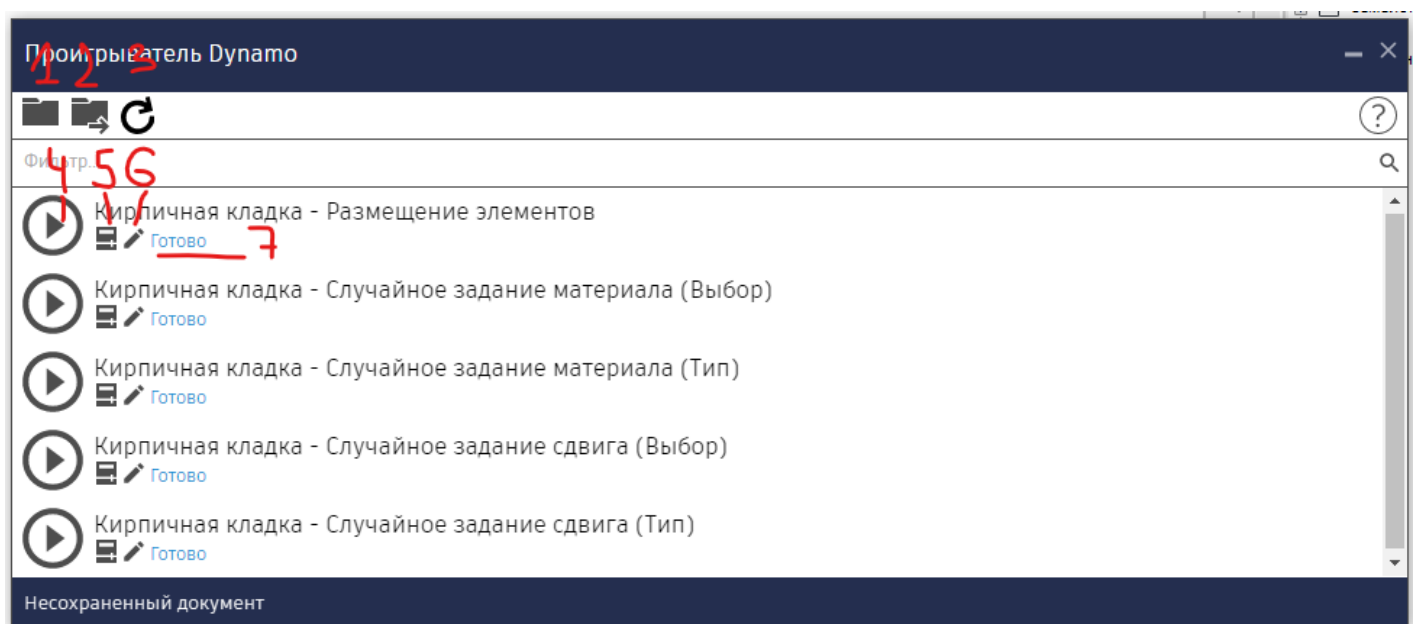 Проигрыватель Dynamo
1 2 3
?
Фильтр...
4 5 6
Кирпичная кладка - Размещение элементов
Готово 7
Кирпичная кладка - Случайное задание материала (Выбор)
Готово
Кирпичная кладка - Случайное задание материала (Тип)
Готово
Кирпичная кладка - Случайное задание сдвига (Выбор)
Готово
Кирпичная кладка - Случайное задание сдвига (Тип)
Готово
Несохраненный документ